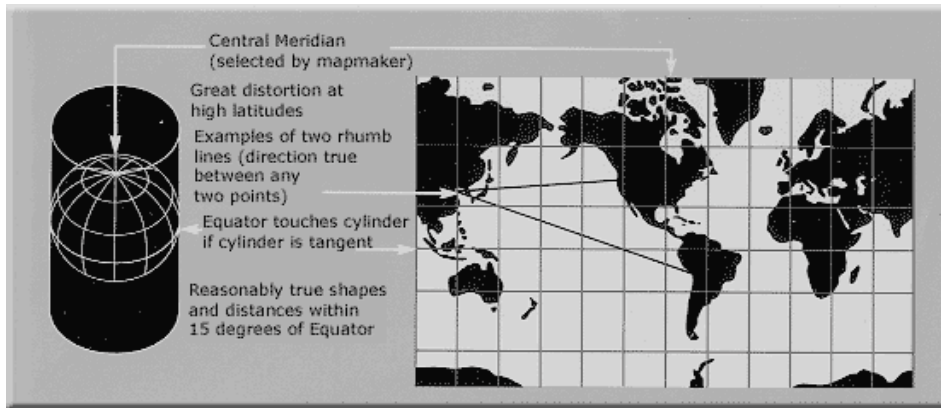 Central Meridian
(selected by mapmaker)
Great distortion at
high latitudes
Examples of two rhumb
lines (direction true
between any
two points)
Equator touches cylinder
if cylinder is tangent
Reasonably true shapes
and distances within
15 degrees of Equator